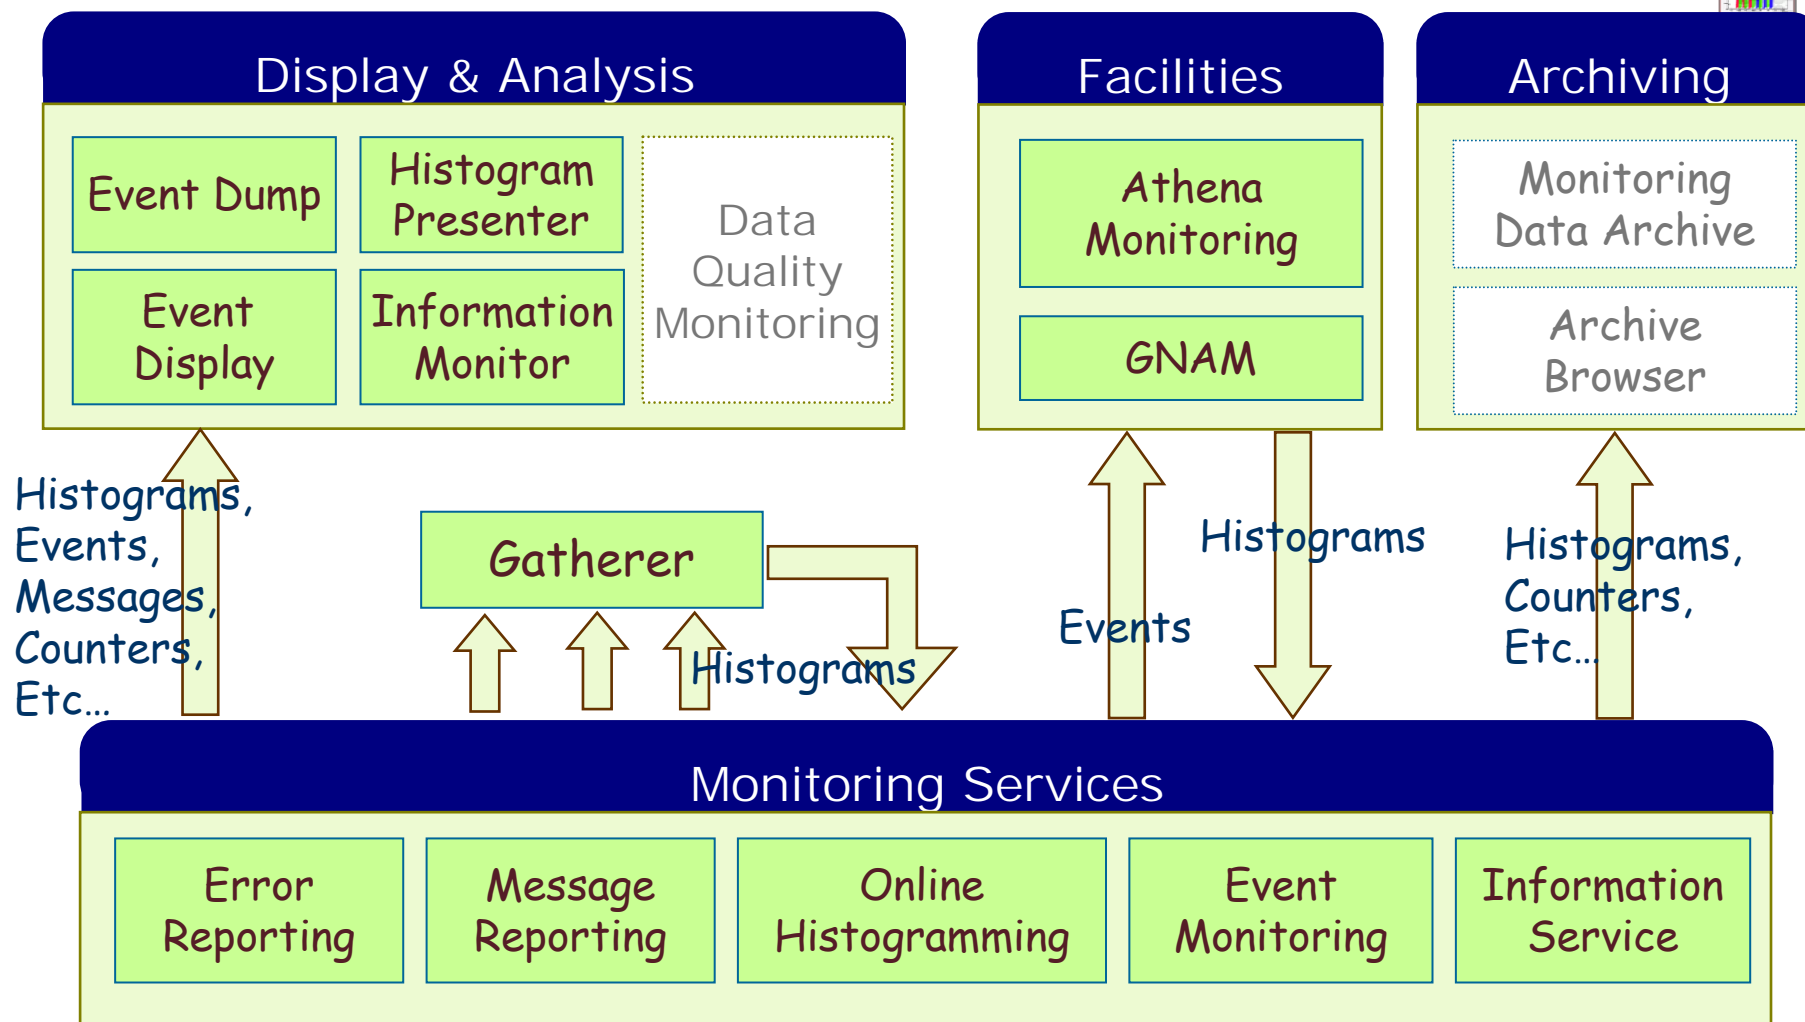 Display & Analysis
Event Dump
Histogram
Presenter
Event
Display
Information
Monitor
Data
Quality
Monitoring
Facilities
Athena
Monitoring
GNAM
Archiving
Monitoring
Data Archive
Archive
Browser
Histograms,
Events,
Messages,
Counters,
Etc...
Gatherer
Histograms
Events
Histograms
Histograms,
Counters,
Etc...
Monitoring Services
Error
Reporting
Message
Reporting
Online
Histogramming
Event
Monitoring
Information
Service